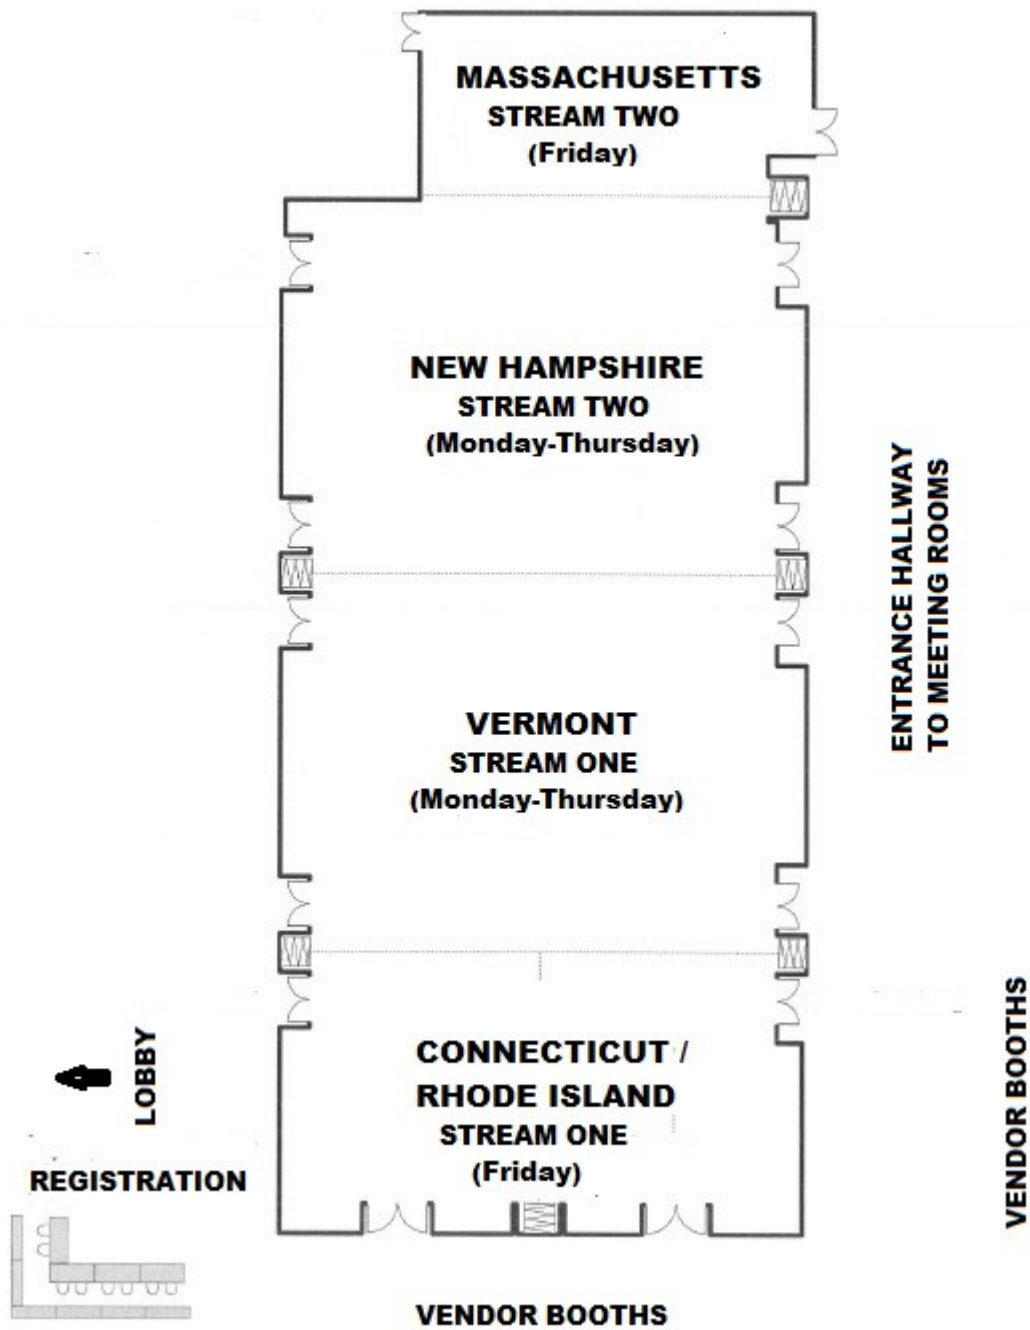 MASSACHUSETTS
STREAM TWO
(Friday)
NEW HAMPSHIRE
STREAM TWO
(Monday-Thursday)
ENTRANCE HALLWAY
TO MEETING ROOMS
VERMONT
STREAM ONE
(Monday-Thursday)
CONNECTICUT /
RHODE ISLAND
STREAM ONE
(Friday)
LOBBY
REGISTRATION
VENDOR BOOTHS
VENDOR BOOTHS